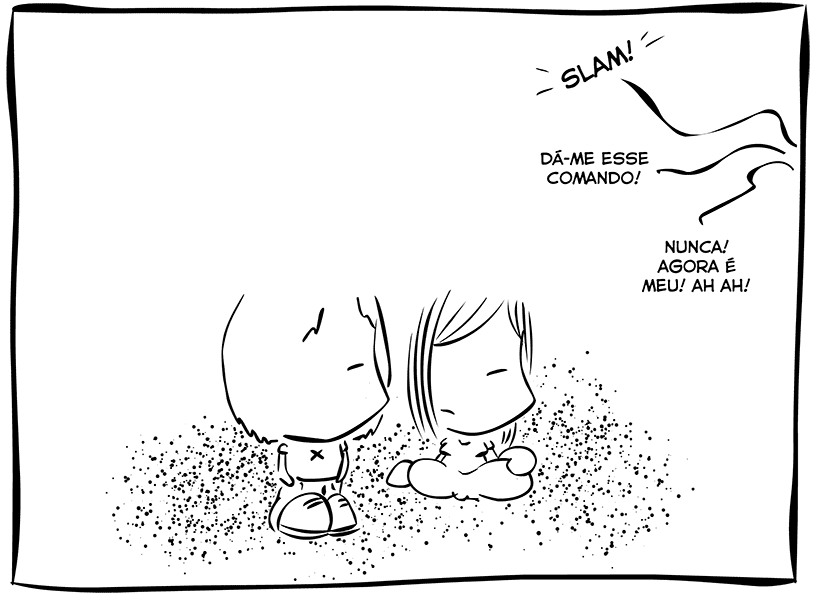 SLAM!
DÁ-ME ESSE
COMANDO!
NUNCA!
AGORA É
MEU! AH AH!